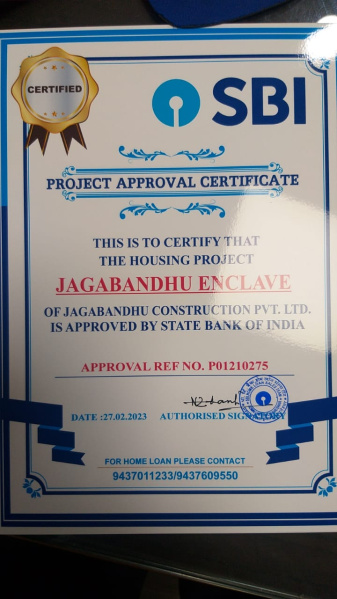 CERTIFIED
SBI
PROJECT APPROVAL CERTIFICATE
THIS IS TO CERTIFY THAT
THE HOUSING PROJECT
JAGABANDHU ENCLAVE
OF JAGABANDHU CONSTRUCTION PVT. LTD.
IS APPROVED BY STATE BANK OF INDIA
APPROVAL REF NO. P01210275
DATE :27.02.2023 AUTHORISED SIGNATORY
FOR HOME LOAN PLEASE CONTACT
9437011233/9437609550